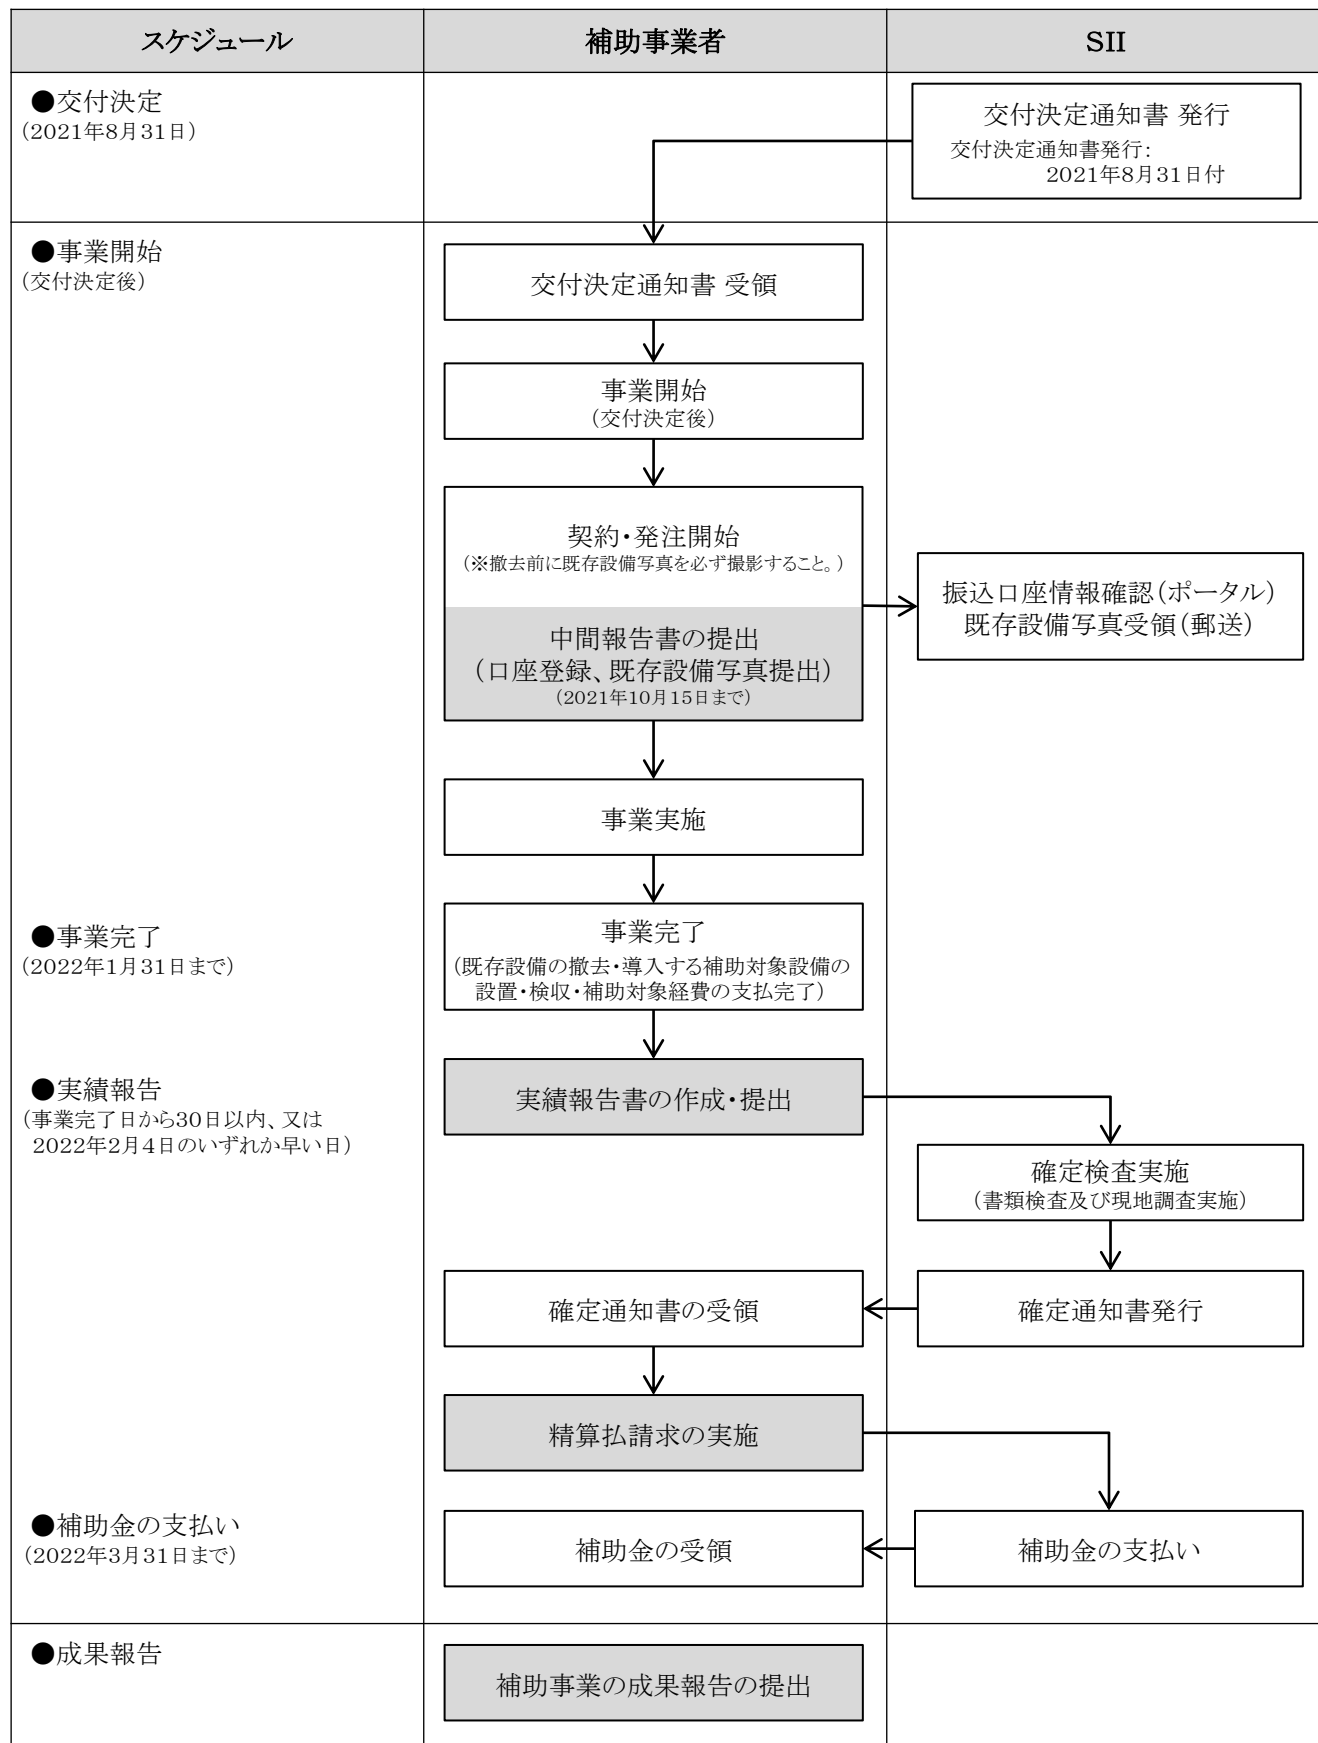 スケジュール
補助事業者
SII
●交付決定
(2021年8月31日)
交付決定通知書 発行
交付決定通知書発行:
2021年8月31日付
●事業開始
(交付決定後)
交付決定通知書 受領
事業開始
(交付決定後)
契約・発注開始
(※撤去前に既存設備写真を必ず撮影すること。)
中間報告書の提出
(口座登録、既存設備写真提出)
(2021年10月15日まで)
振込口座情報確認(ポータル)
既存設備写真受領(郵送)
事業実施
●事業完了
(2022年1月31日まで)
事業完了
(既存設備の撤去・導入する補助対象設備の
設置・検収・補助対象経費の支払完了)
●実績報告
(事業完了日から30日以内、又は
2022年2月4日のいずれか早い日)
実績報告書の作成・提出
確定検査実施
(書類検査及び現地調査実施)
確定通知書の受領
確定通知書発行
精算払請求の実施
●補助金の支払い
(2022年3月31日まで)
補助金の受領
補助金の支払い
●成果報告
補助事業の成果報告の提出